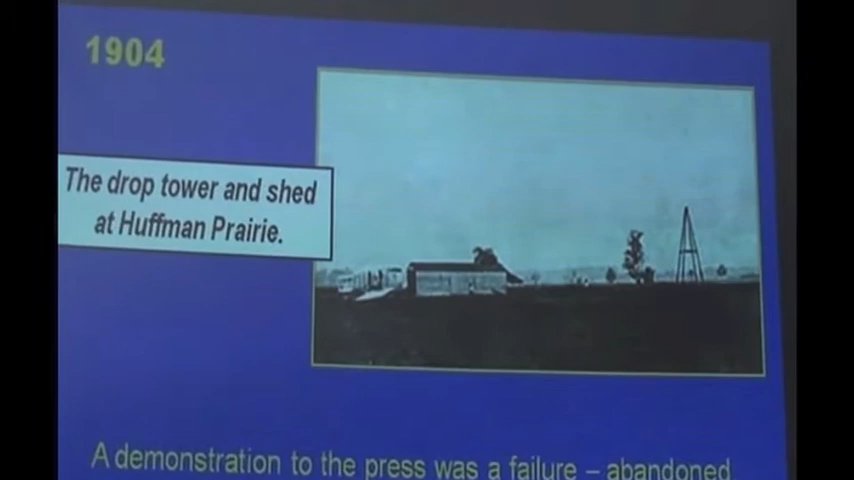 1904
The drop tower and shed
at Huffman Prairie.
A demonstration to the press was a failure – abandoned